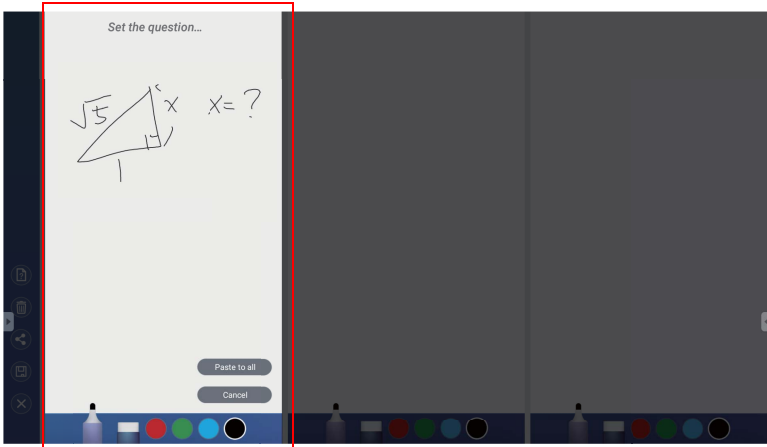 Set the question...
√5 x x = ?
1
Paste to all
Cancel